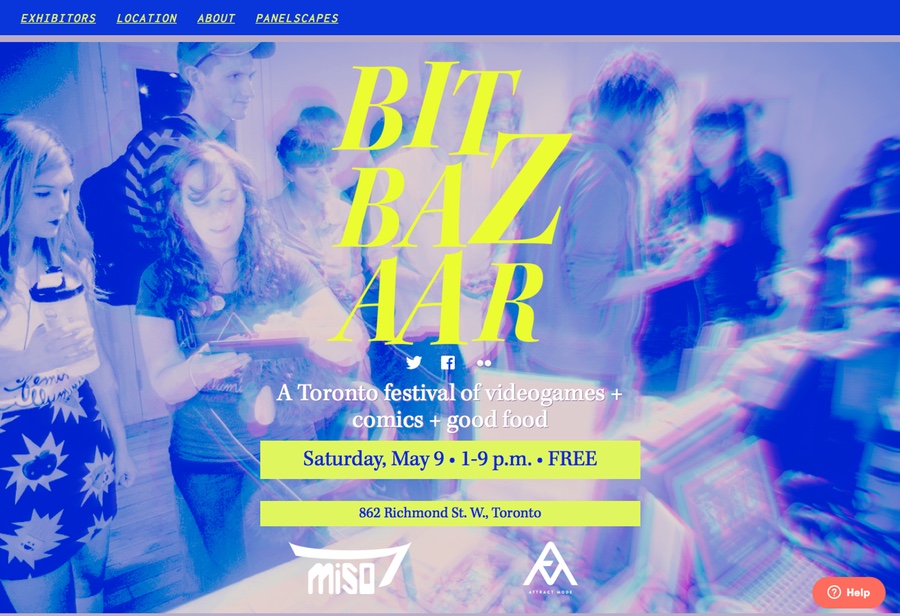 EXHIBITORS LOCATION ABOUT PANELSCAPES
BIT
BAZ
AAR
A Toronto festival of videogames +
comics + good food
Saturday, May 9 • 1-9 p.m. • FREE
862 Richmond St. W., Toronto
MISO
ATTRACT MODE
Help